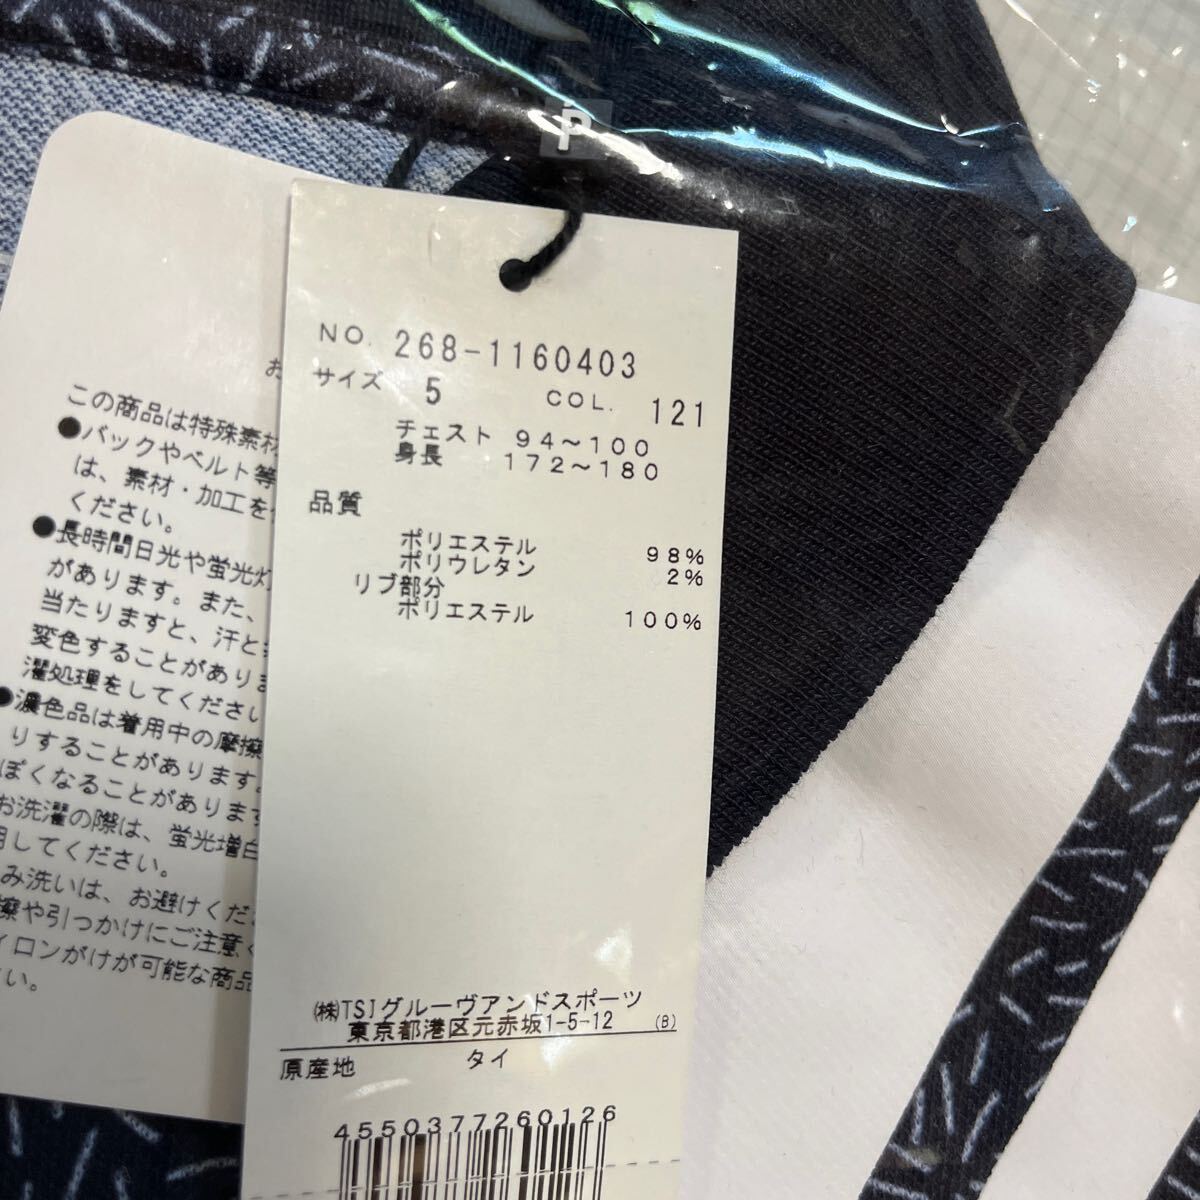 NO. 268-1160403
サイズ 5 COL. 121
チェスト 94～100
身長 172～180
品質
ポリエステル 98%
ポリウレタン 2%
リブ部分
ポリエステル 100%
㈱TSIグルーヴアンドスポーツ
東京都港区元赤坂1-5-12 (B)
原産地 タイ
4550377260126
お
この商品は特殊素材
●バックやベルト等
は、素材・加工を
ください。
●長時間日光や蛍光灯
があります。また、
当たりますと、汗と
変色することがあり
濯処理をしてください
●濃色品は着用中の摩擦
りすることがあります。
ぽくなることがあります
お洗濯の際は、蛍光増白
用してください。
み洗いは、お避けくだ
擦や引つかけにご注意く
イロンがけが可能な商品
い。